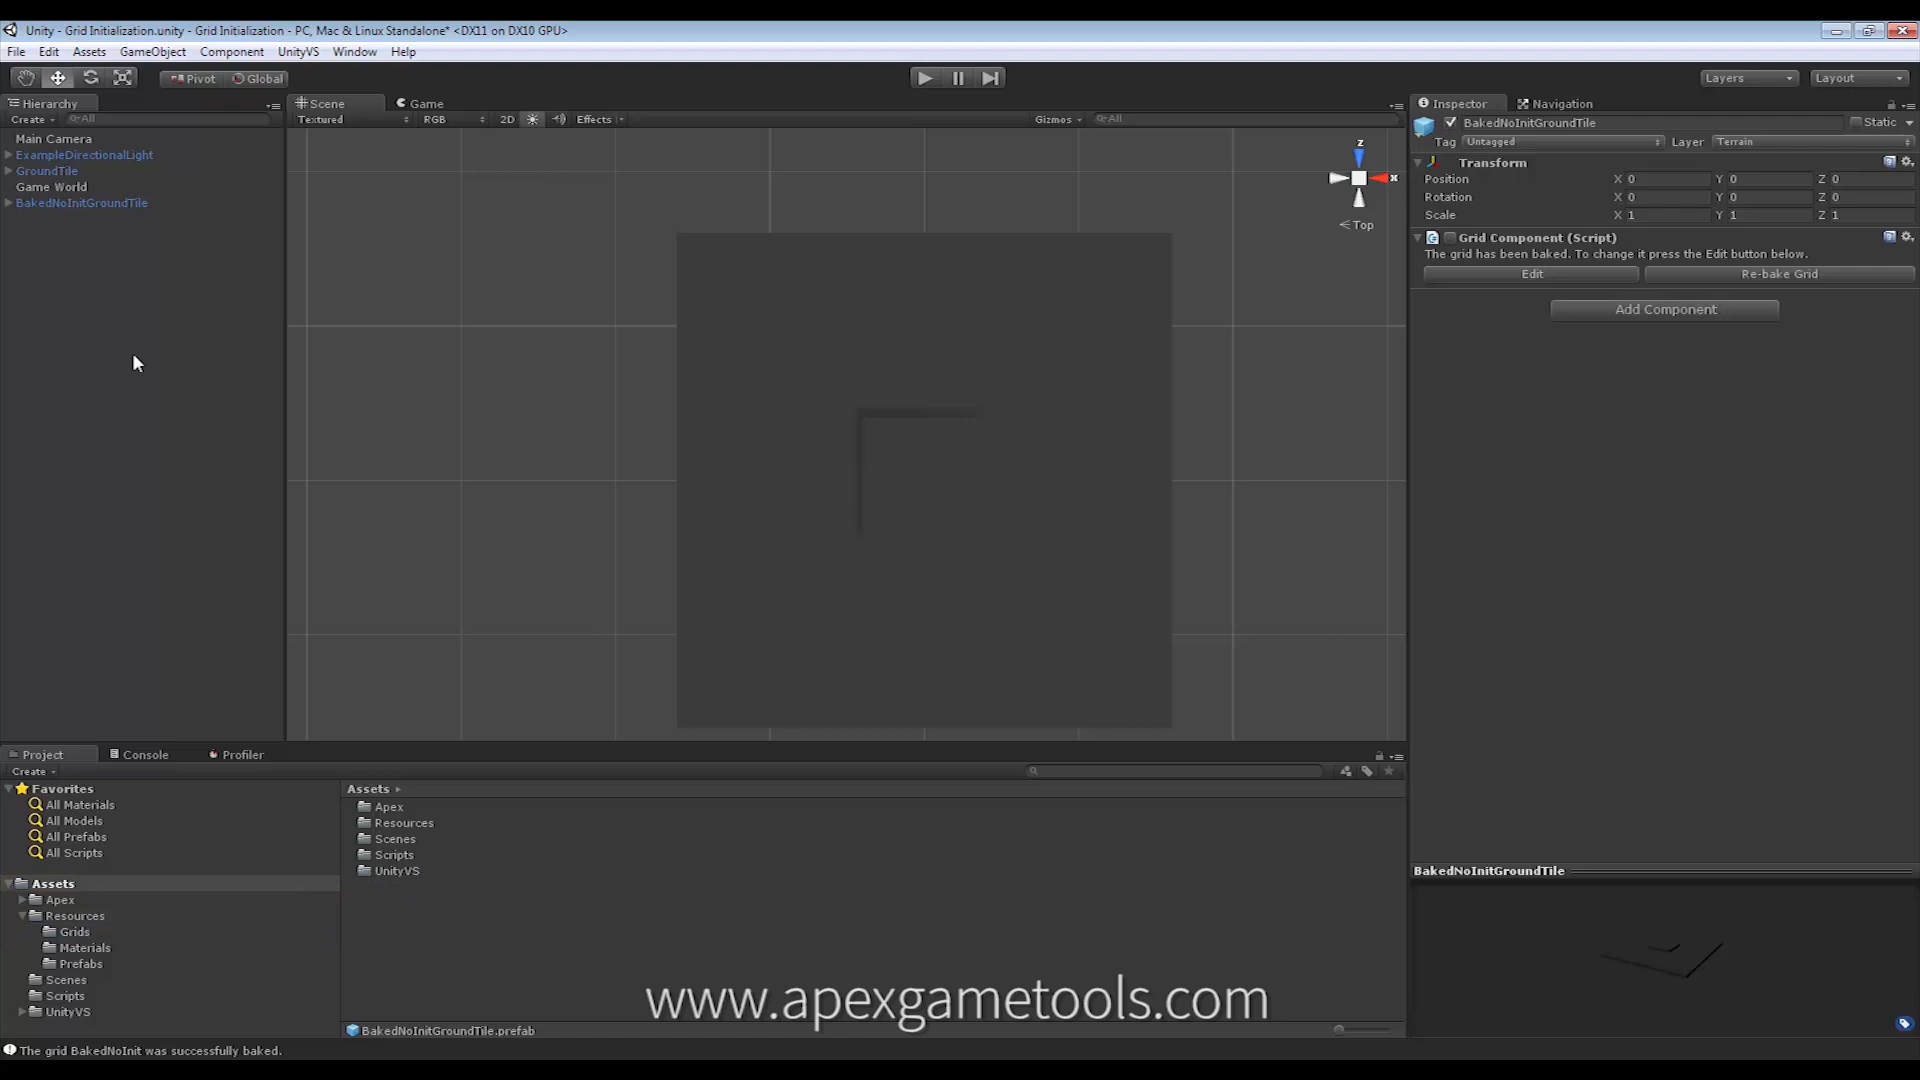 Unity - Grid Initialization.unity - Grid Initialization - PC, Mac & Linux Standalone* <DX11 on DX10 GPU>
File Edit Assets GameObject Component UnityVS Window Help
Pivot Global
Layers Layout
Hierarchy
Create All
Main Camera
ExampleDirectionalLight
GroundTile
Game World
BakedNoInitGroundTile
Scene Game
Textured RGB 2D Effects Gizmos All
z
x
Top
Inspector Navigation
BakedNoInitGroundTile Static
Tag Untagged Layer Terrain
Transform
Position X 0 Y 0 Z 0
Rotation X 0 Y 0 Z 0
Scale X 1 Y 1 Z 1
Grid Component (Script)
The grid has been baked. To change it press the Edit button below.
Edit Re-bake Grid
Add Component
Project Console Profiler
Create
Favorites
All Materials
All Models
All Prefabs
All Scripts
Assets
Apex
Resources
Grids
Materials
Prefabs
Scenes
Scripts
UnityVS
Assets
Apex
Resources
Scenes
Scripts
UnityVS
BakedNoInitGroundTile.prefab
BakedNoInitGroundTile
www.apexgametools.com
The grid BakedNoInit was successfully baked.